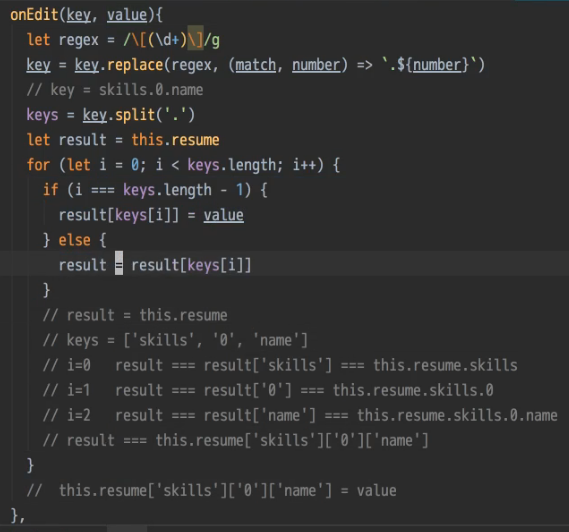 onEdit(key, value){
let regex = /\[(\d+)\]/g
key = key.replace(regex, (match, number) => `.${number}`)
// key = skills.0.name
keys = key.split('.')
let result = this.resume
for (let i = 0; i < keys.length; i++) {
if (i === keys.length - 1) {
result[keys[i]] = value
} else {
result = result[keys[i]]
}
// result = this.resume
// keys = ['skills', '0', 'name']
// i=0 result === result['skills'] === this.resume.skills
// i=1 result === result['0'] === this.resume.skills.0
// i=2 result === result['name'] === this.resume.skills.0.name
// result === this.resume['skills']['0']['name']
}
// this.resume['skills']['0']['name'] = value
},